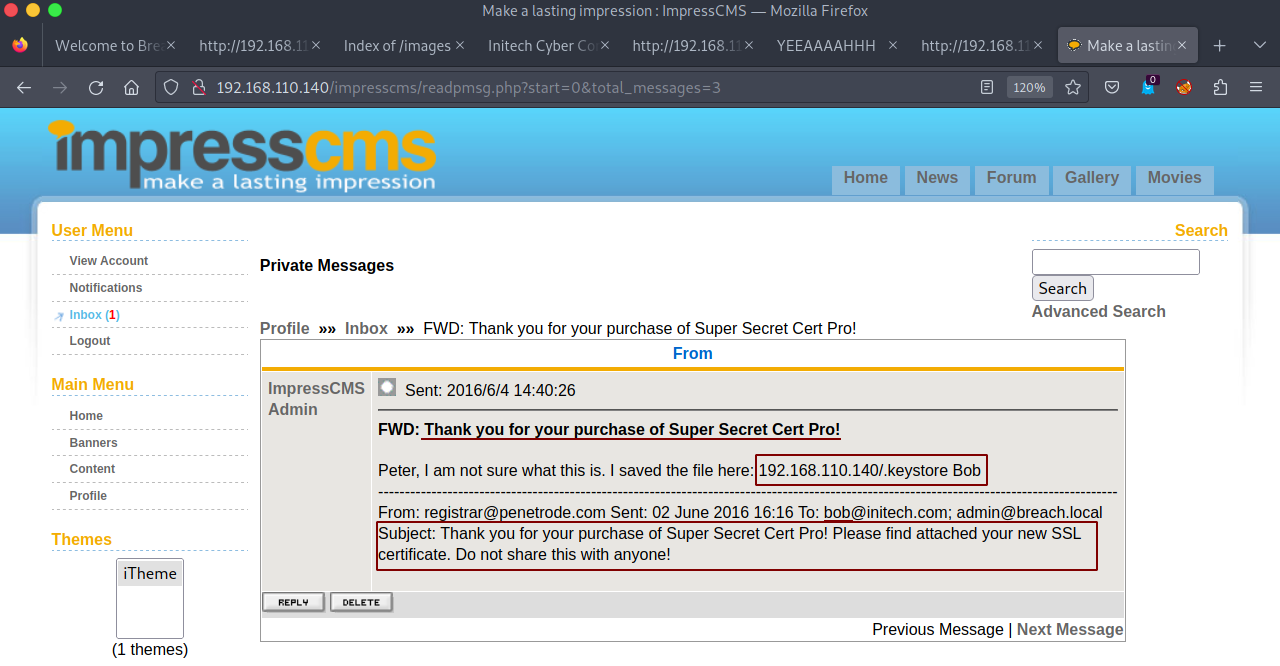 Make a lasting impression : ImpressCMS — Mozilla Firefox
Welcome to Brea
http://192.168.11
Index of /images
Initech Cyber Co
http://192.168.11
YEEAAAAHHH
http://192.168.11
Make a lastin
192.168.110.140/impresscms/readpmsg.php?start=0&total_messages=3
120%
0
impresscms
make a lasting impression
Home News Forum Gallery Movies
User Menu
View Account
Notifications
Inbox (1)
Logout
Main Menu
Home
Banners
Content
Profile
Themes
iTheme
(1 themes)
Private Messages
Profile »» Inbox »» FWD: Thank you for your purchase of Super Secret Cert Pro!
From
ImpressCMS
Admin
Sent: 2016/6/4 14:40:26
FWD: Thank you for your purchase of Super Secret Cert Pro!
Peter, I am not sure what this is. I saved the file here: 192.168.110.140/.keystore Bob
From: registrar@penetrode.com Sent: 02 June 2016 16:16 To: bob@initech.com; admin@breach.local
Subject: Thank you for your purchase of Super Secret Cert Pro! Please find attached your new SSL
certificate. Do not share this with anyone!
REPLY DELETE
Previous Message | Next Message
Search
Search
Advanced Search